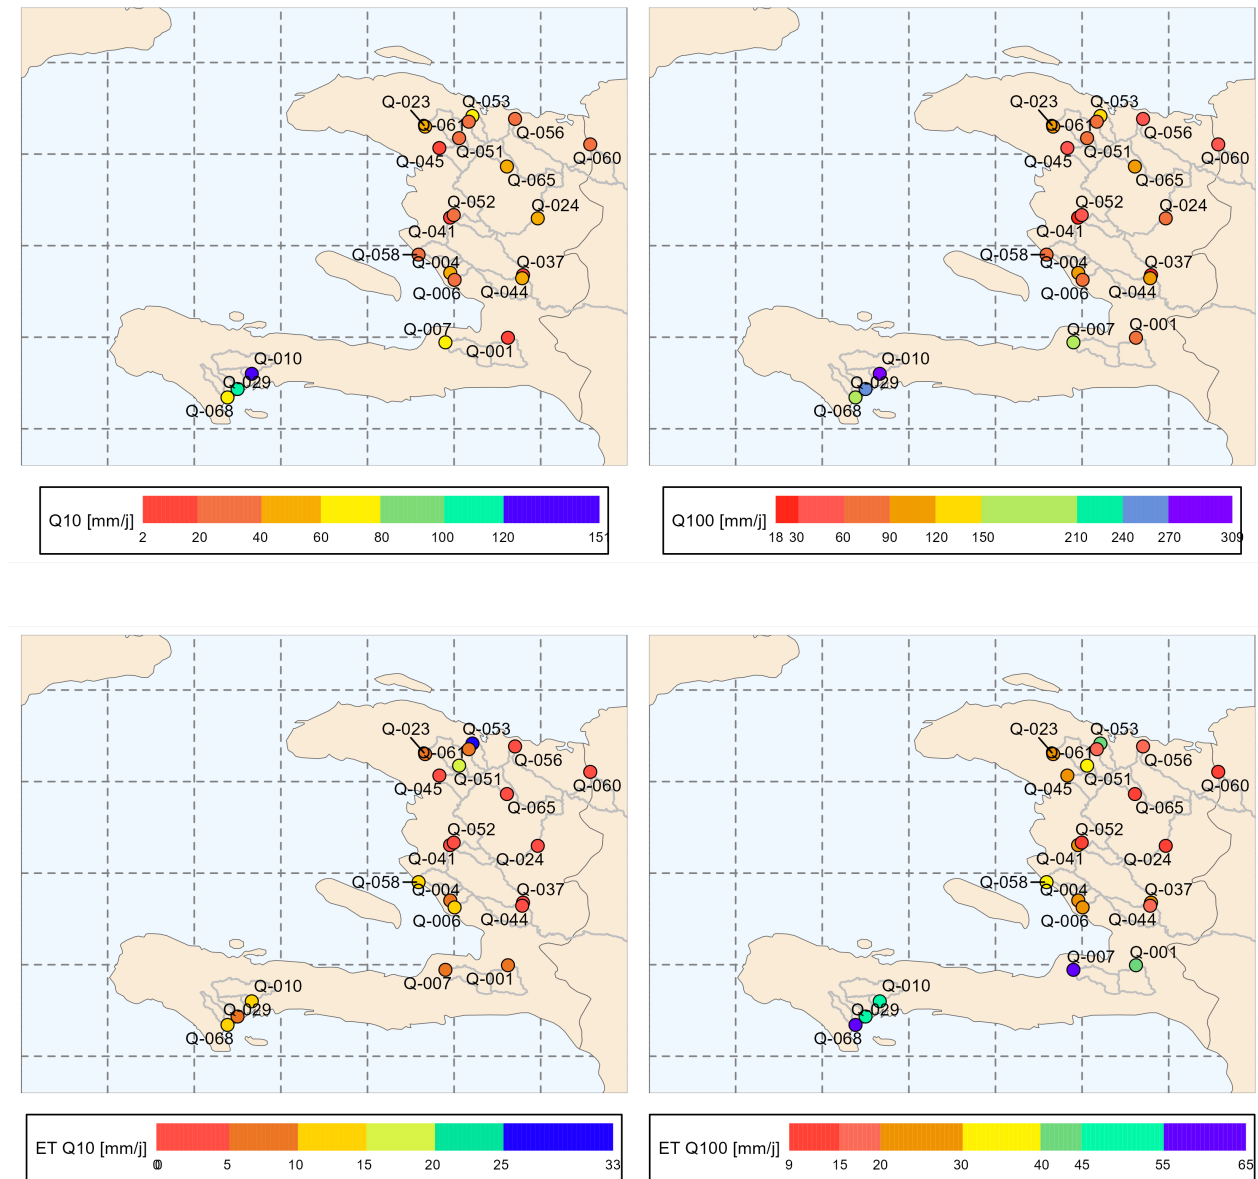 Q-023
Q-053
Q-061
Q-056
Q-045
Q-051
Q-060
Q-065
Q-052
Q-024
Q-041
Q-058
Q-004
Q-037
Q-006
Q-044
Q-007
Q-001
Q-010
Q-029
Q-068
Q10 [mm/j]
2 20 40 60 80 100 120 151
Q-023
Q-053
Q-061
Q-056
Q-045
Q-051
Q-060
Q-065
Q-052
Q-024
Q-041
Q-058
Q-004
Q-037
Q-006
Q-044
Q-007
Q-001
Q-010
Q-029
Q-068
Q100 [mm/j]
18 30 60 90 120 150 210 240 270 309
Q-023
Q-053
Q-061
Q-056
Q-045
Q-051
Q-060
Q-065
Q-052
Q-041
Q-024
Q-058
Q-004
Q-037
Q-006
Q-044
Q-007
Q-001
Q-010
Q-029
Q-068
ET Q10 [mm/j]
0 5 10 15 20 25 33
Q-023
Q-053
Q-061
Q-056
Q-045
Q-051
Q-060
Q-065
Q-052
Q-041
Q-024
Q-058
Q-004
Q-037
Q-006
Q-044
Q-007
Q-001
Q-010
Q-029
Q-068
ET Q100 [mm/j]
9 15 20 30 40 45 55 65